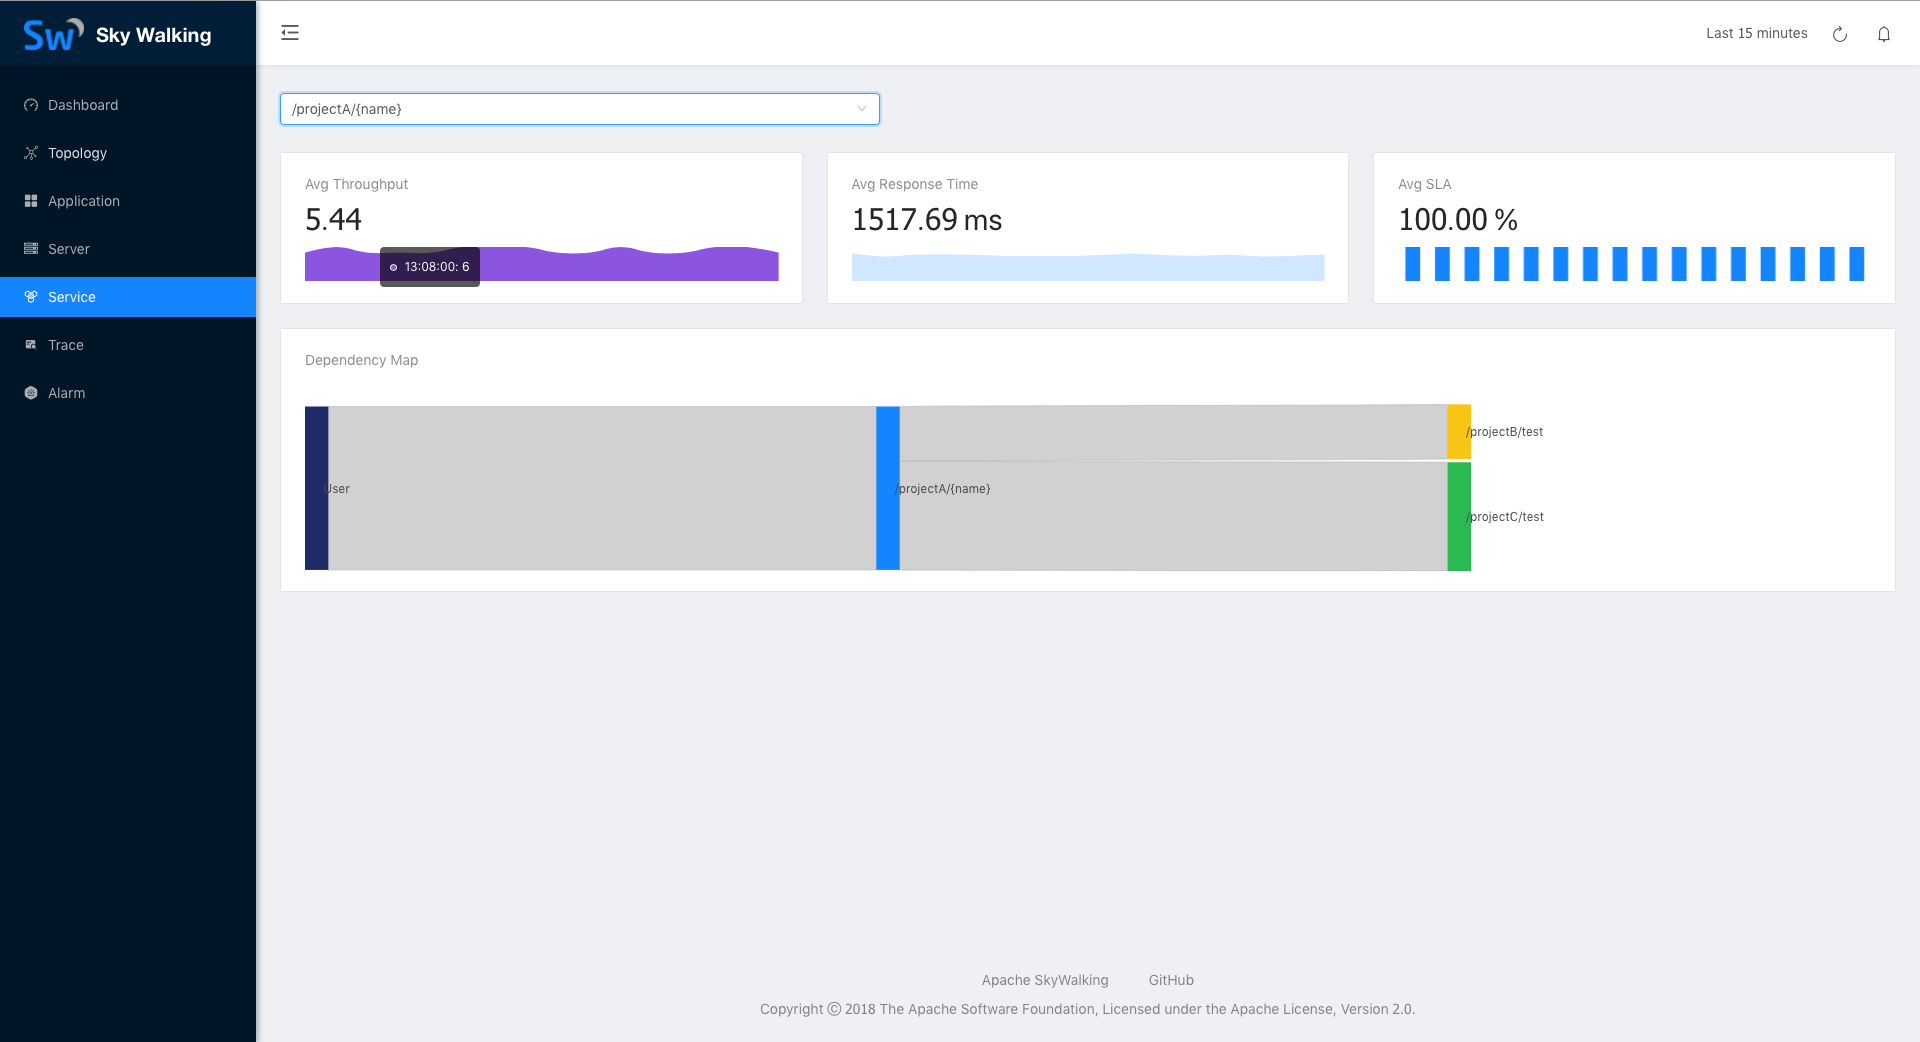 Sw Sky Walking
Last 15 minutes
Dashboard
Topology
Application
Server
Service
Trace
Alarm
/projectA/{name}
Avg Throughput
5.44
13:08:00: 6
Avg Response Time
1517.69 ms
Avg SLA
100.00 %
Dependency Map
User
/projectA/{name}
/projectB/test
/projectC/test
Apache SkyWalking GitHub
Copyright © 2018 The Apache Software Foundation, Licensed under the Apache License, Version 2.0.